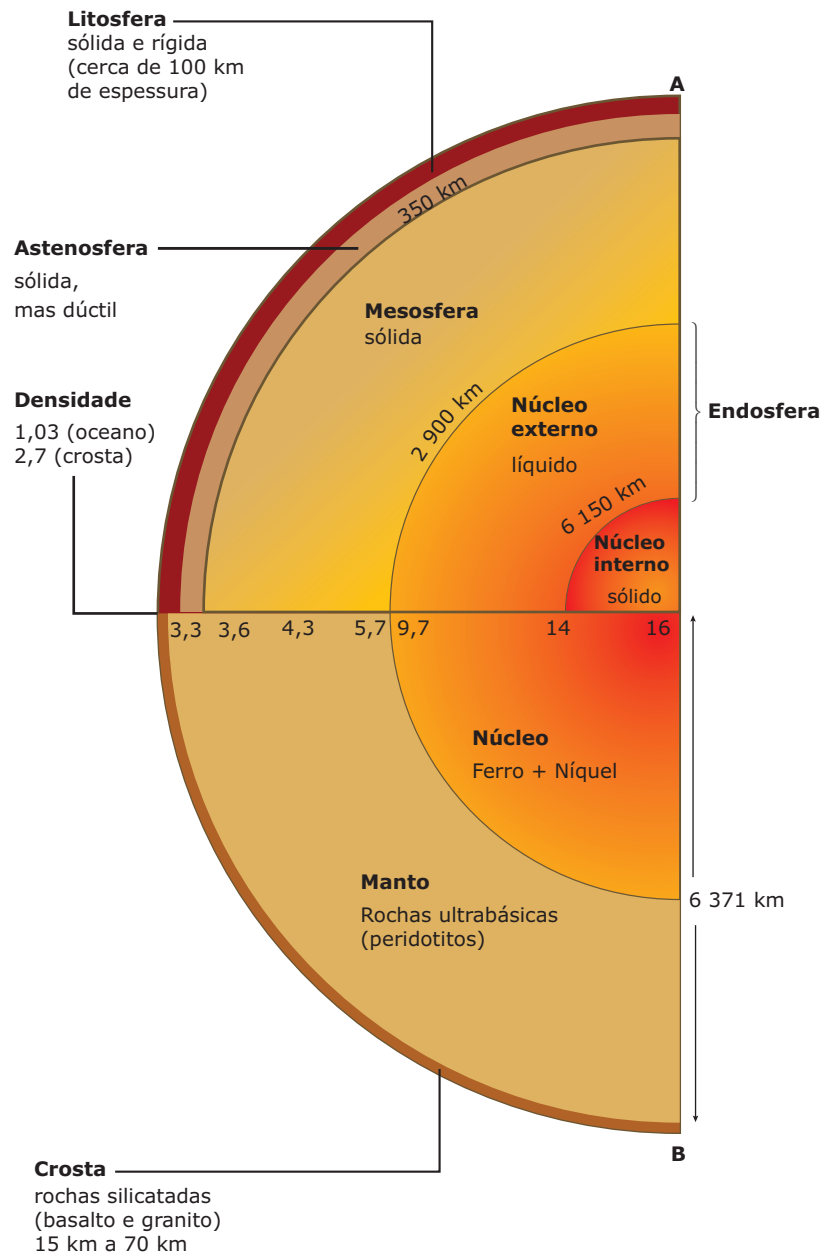 Litosfera
sólida e rígida
(cerca de 100 km
de espessura)
A
350 km
Astenosfera
sólida,
mas dúctil
Mesosfera
sólida
Densidade
1,03 (oceano)
2,7 (crosta)
2 900 km
Núcleo
externo
líquido
Endosfera
6 150 km
Núcleo
interno
sólido
3,3 3,6 4,3 5,7 9,7 14 16
Núcleo
Ferro + Níquel
Manto
Rochas ultrabásicas
(peridotitos)
6 371 km
B
Crosta
rochas silicatadas
(basalto e granito)
15 km a 70 km